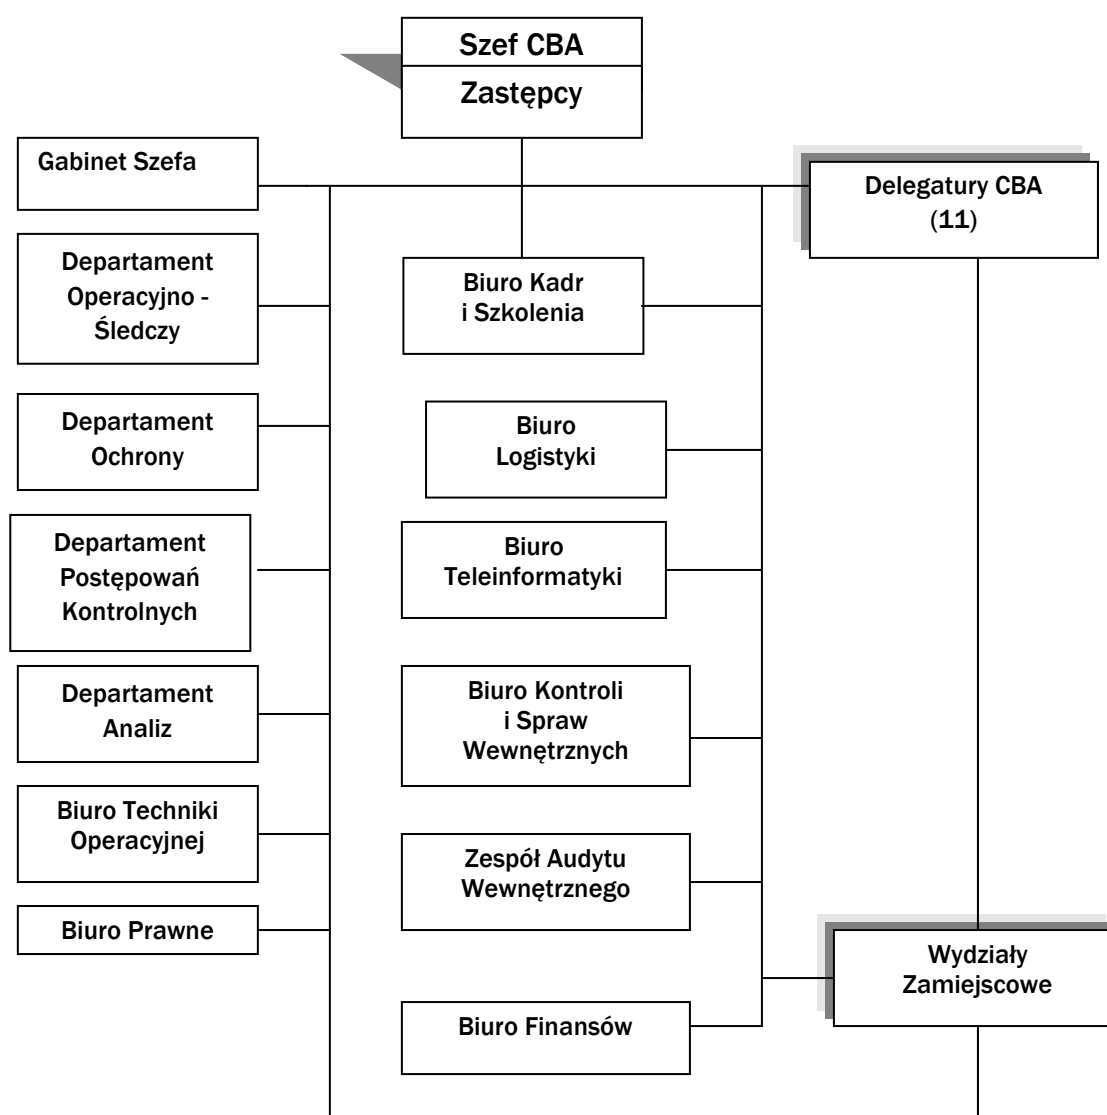 Szef CBA
Zastępcy
Gabinet Szefa
Departament
Operacyjno -
Śledczy
Departament
Ochrony
Departament
Postępowań
Kontrolnych
Departament
Analiz
Biuro Techniki
Operacyjnej
Biuro Prawne
Biuro Kadr
i Szkolenia
Biuro
Logistyki
Biuro
Teleinformatyki
Biuro Kontroli
i Spraw
Wewnętrznych
Zespół Audytu
Wewnętrznego
Biuro Finansów
Delegatury CBA
(11)
Wydziały
Zamiejscowe